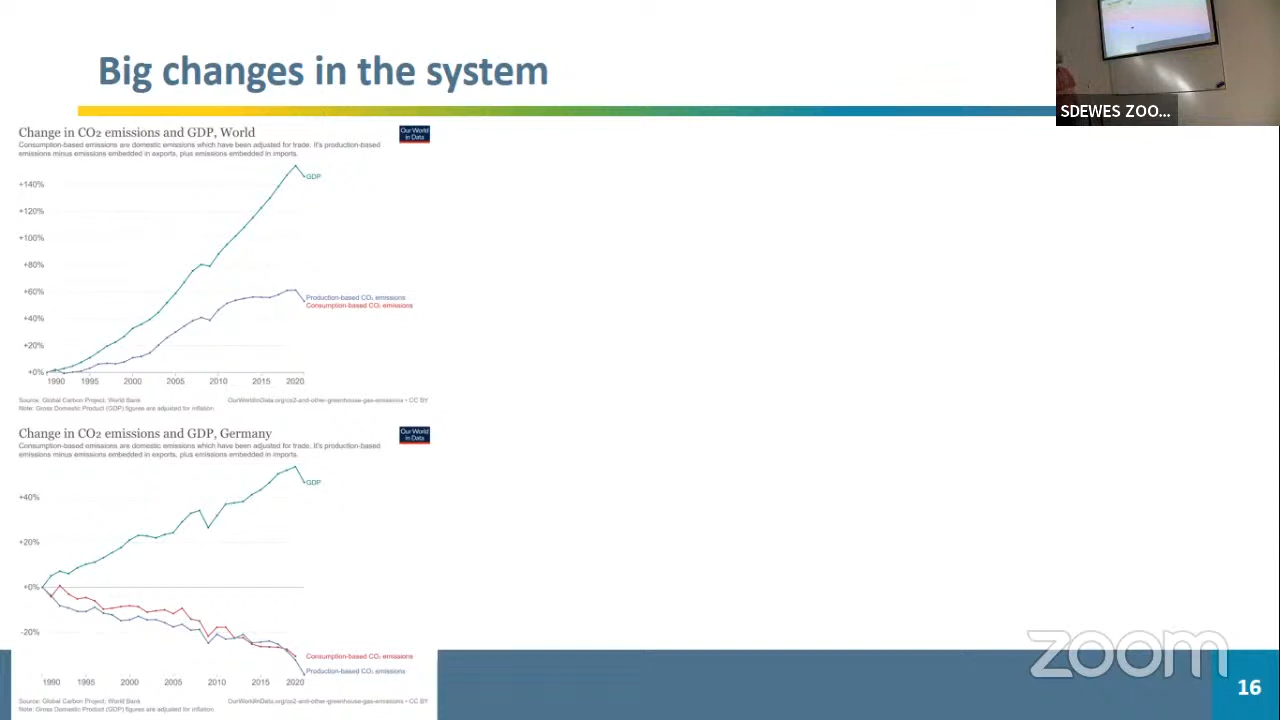 Big changes in the system
SDEWES ZOO...
Change in CO₂ emissions and GDP, World
Our World
in Data
Consumption-based emissions are domestic emissions which have been adjusted for trade. It's production-based
emissions minus emissions embedded in exports, plus emissions embedded in imports.
+140%
+120%
+100%
+80%
+60%
+40%
+20%
+0%
GDP
Production-based CO₂ emissions
Consumption-based CO₂ emissions
1990 1995 2000 2005 2010 2015 2020
Source: Global Carbon Project; World Bank
OurWorldInData.org/co2-and-other-greenhouse-gas-emissions • CC BY
Note: Gross Domestic Product (GDP) figures are adjusted for inflation
Change in CO₂ emissions and GDP, Germany
Our World
in Data
Consumption-based emissions are domestic emissions which have been adjusted for trade. It's production-based
emissions minus emissions embedded in exports, plus emissions embedded in imports.
+40%
+20%
+0%
-20%
GDP
Consumption-based CO₂ emissions
Production-based CO₂ emissions
1990 1995 2000 2005 2010 2015 2020
Source: Global Carbon Project; World Bank
OurWorldInData.org/co2-and-other-greenhouse-gas-emissions • CC BY
Note: Gross Domestic Product (GDP) figures are adjusted for inflation
zoom
16